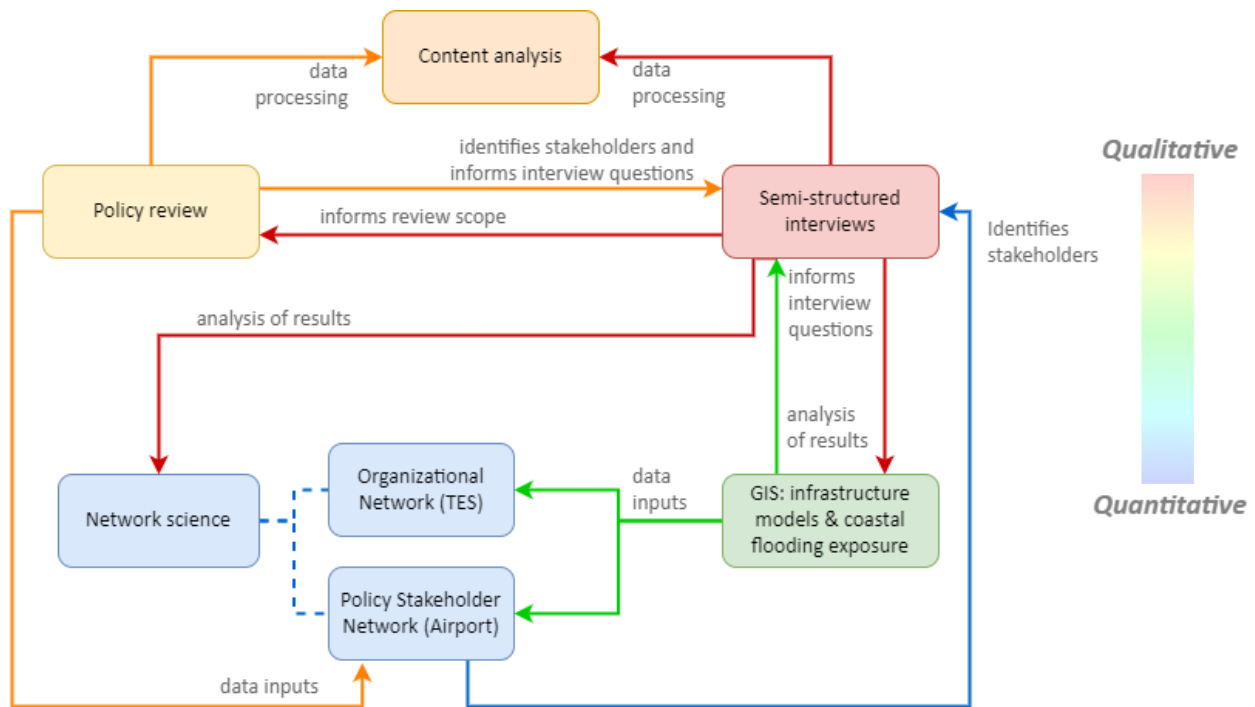 Content analysis
data
processing
data
processing
identifies stakeholders and
informs interview questions
Qualitative
Policy review
Semi-structured
interviews
informs review scope
Identifies
stakeholders
informs
interview
questions
analysis of results
analysis
of results
Organizational
Network (TES)
data
inputs
GIS: infrastructure
models & coastal
flooding exposure
Network science
Quantitative
Policy Stakeholder
Network (Airport)
data inputs